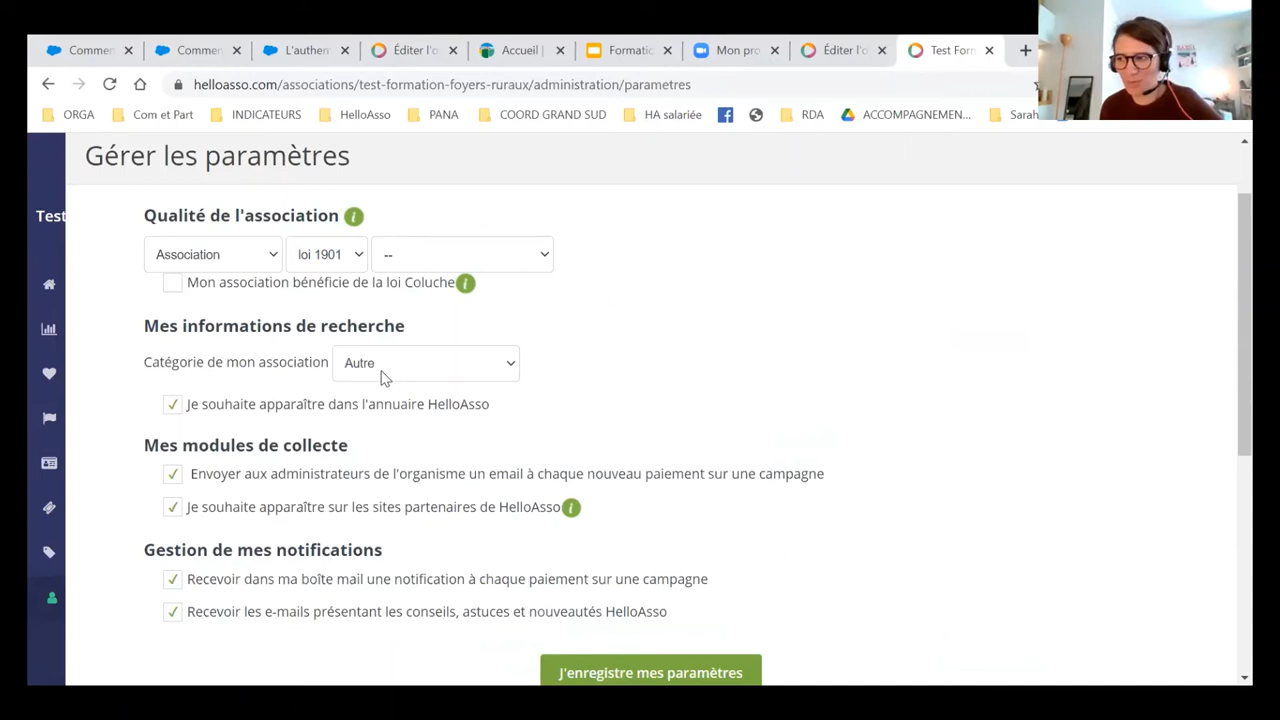 Commen
Commen
L'authen
Éditer l'o
Accueil |
Formatic
Mon pro
Éditer l'o
Test Forn
helloasso.com/associations/test-formation-foyers-ruraux/administration/parametres
ORGA
Com et Part
INDICATEURS
HelloAsso
PANA
COORD GRAND SUD
HA salariée
RDA
ACCOMPAGNEMEN...
Sarah
Gérer les paramètres
Test
Qualité de l'association
Association
loi 1901
--
Mon association bénéficie de la loi Coluche
Mes informations de recherche
Catégorie de mon association
Autre
Je souhaite apparaître dans l'annuaire HelloAsso
Mes modules de collecte
Envoyer aux administrateurs de l'organisme un email à chaque nouveau paiement sur une campagne
Je souhaite apparaître sur les sites partenaires de HelloAsso
Gestion de mes notifications
Recevoir dans ma boîte mail une notification à chaque paiement sur une campagne
Recevoir les e-mails présentant les conseils, astuces et nouveautés HelloAsso
J'enregistre mes paramètres